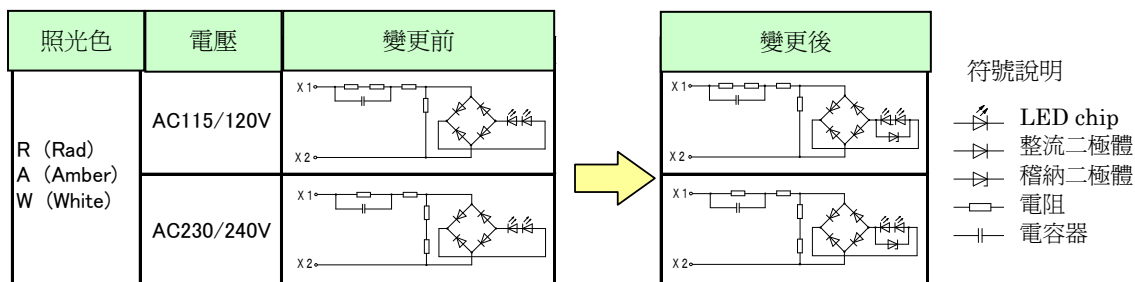 照光色
電壓
變更前
變更後
R (Rad)
A (Amber)
W (White)
AC115/120V
X1
X2
X1
X2
AC230/240V
X1
X2
X1
X2
符號說明
LED chip
整流二極體
稽納二極體
電阻
電容器